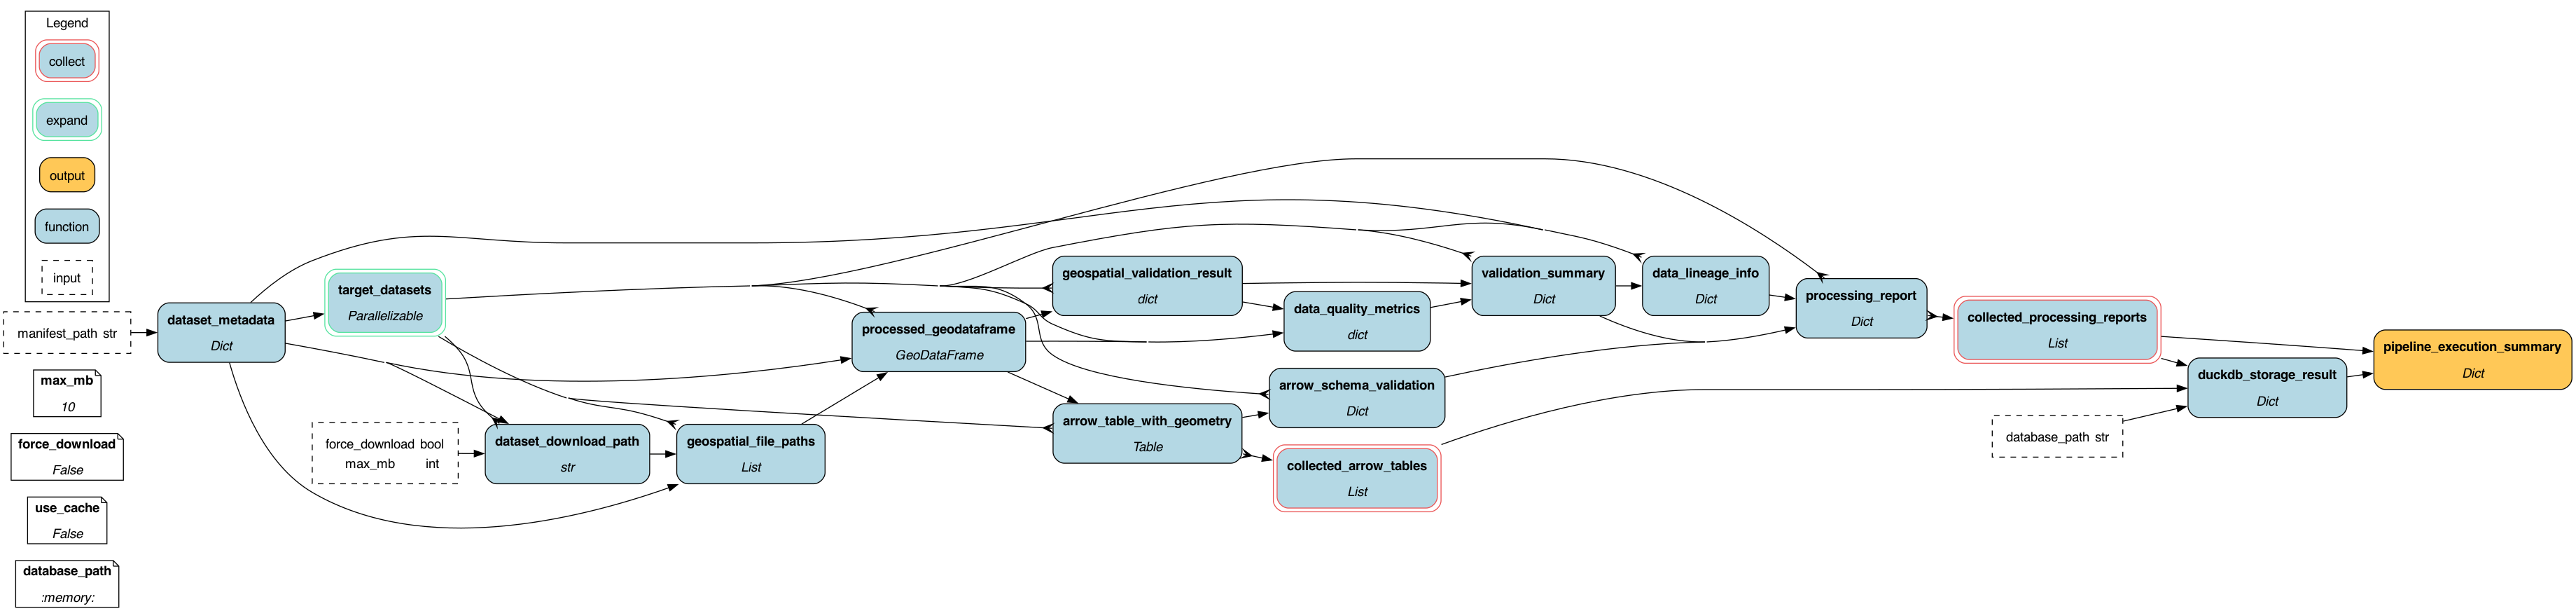 Legend
collect
expand
output
function
input
manifest_path str
max_mb
10
force_download
False
use_cache
False
database_path
:memory:
dataset_metadata
Dict
target_datasets
Parallelizable
force_download bool
max_mb int
dataset_download_path
str
geospatial_file_paths
List
processed_geodataframe
GeoDataFrame
geospatial_validation_result
dict
arrow_table_with_geometry
Table
data_quality_metrics
dict
arrow_schema_validation
Dict
collected_arrow_tables
List
validation_summary
Dict
data_lineage_info
Dict
processing_report
Dict
collected_processing_reports
List
database_path str
duckdb_storage_result
Dict
pipeline_execution_summary
Dict